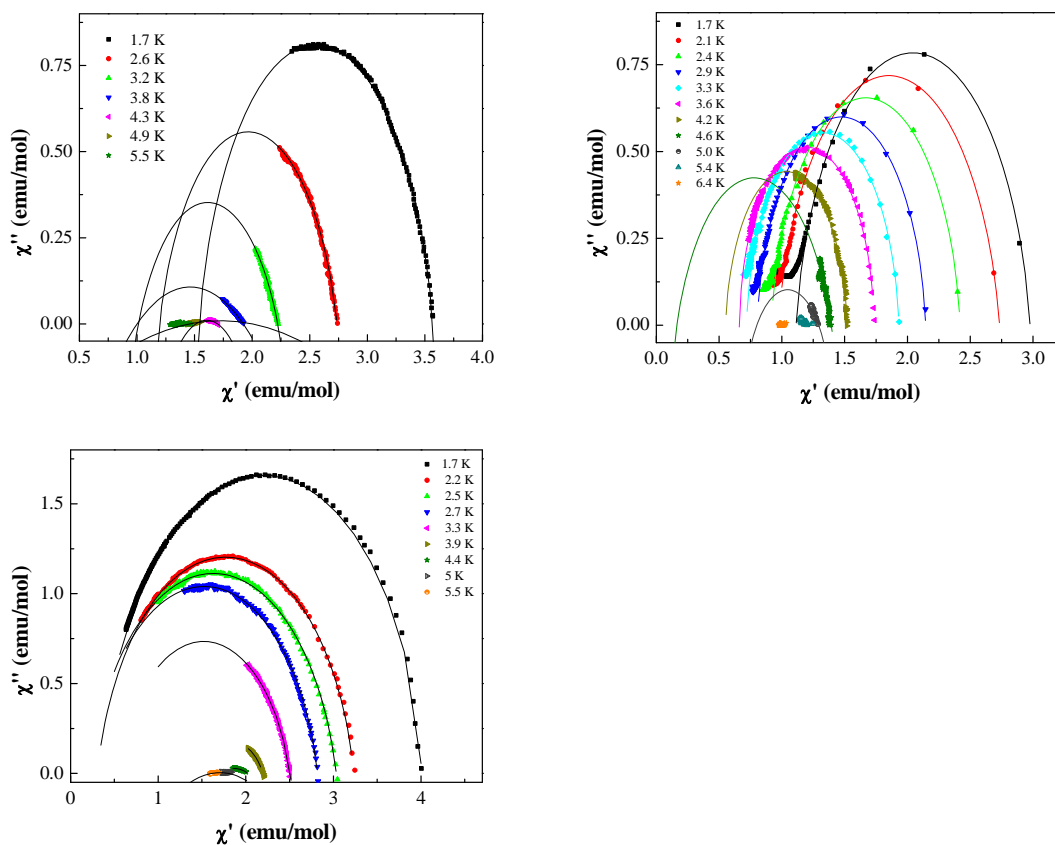 0.75
0.50
0.25
0.00
χ'' (emu/mol)
1.7 K
2.6 K
3.2 K
3.8 K
4.3 K
4.9 K
5.5 K
0.5 1.0 1.5 2.0 2.5 3.0 3.5 4.0
χ' (emu/mol)
0.75
0.50
0.25
0.00
χ'' (emu/mol)
1.7 K
2.1 K
2.4 K
2.9 K
3.3 K
3.6 K
4.2 K
4.6 K
5.0 K
5.4 K
6.4 K
0.0 0.5 1.0 1.5 2.0 2.5 3.0
χ' (emu/mol)
1.5
1.0
0.5
0.0
χ'' (emu/mol)
1.7 K
2.2 K
2.5 K
2.7 K
3.3 K
3.9 K
4.4 K
5 K
5.5 K
0 1 2 3 4
χ' (emu/mol)